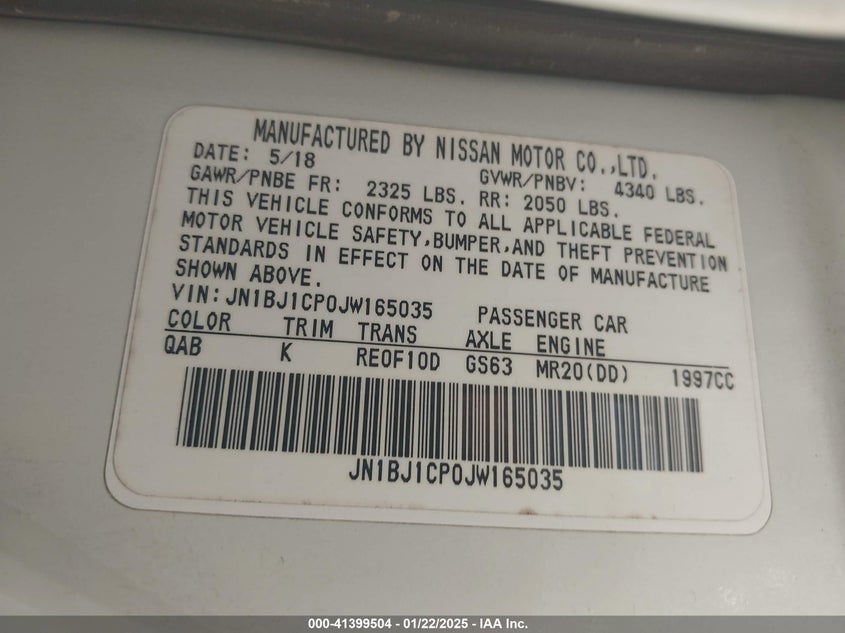 MANUFACTURED BY NISSAN MOTOR CO.,LTD.
DATE: 5/18 GVWR/PNBV: 4340 LBS.
GAWR/PNBE FR: 2325 LBS. RR: 2050 LBS.
THIS VEHICLE CONFORMS TO ALL APPLICABLE FEDERAL
MOTOR VEHICLE SAFETY,BUMPER,AND THEFT PREVENTION
STANDARDS IN EFFECT ON THE DATE OF MANUFACTURE
SHOWN ABOVE.
VIN:JN1BJ1CP0JW165035 PASSENGER CAR
COLOR TRIM TRANS AXLE ENGINE
QAB K RE0F10D GS63 MR20(DD) 1997CC
JN1BJ1CP0JW165035
000-41399504 — 01/22/2025 — IAA Inc.